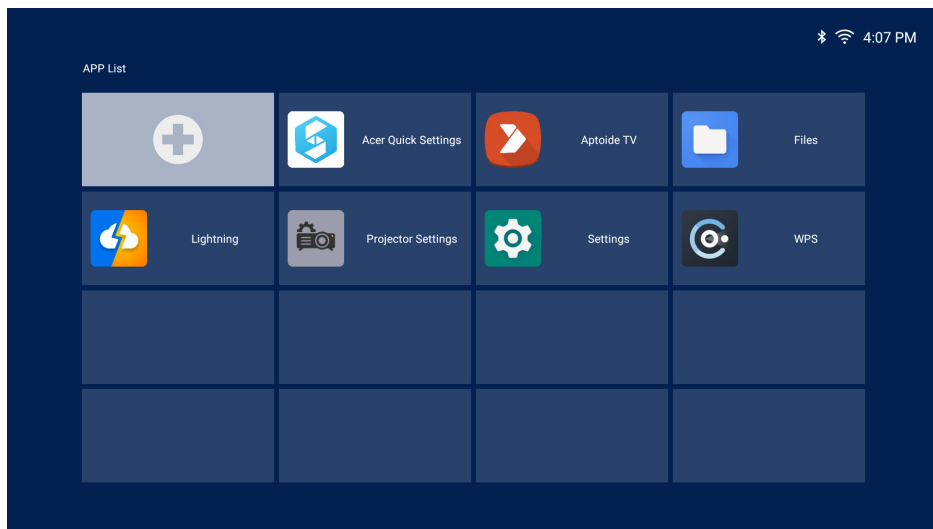 4:07 PM
APP List
Acer Quick Settings
Aptoide TV
Files
Lightning
Projector Settings
Settings
WPS